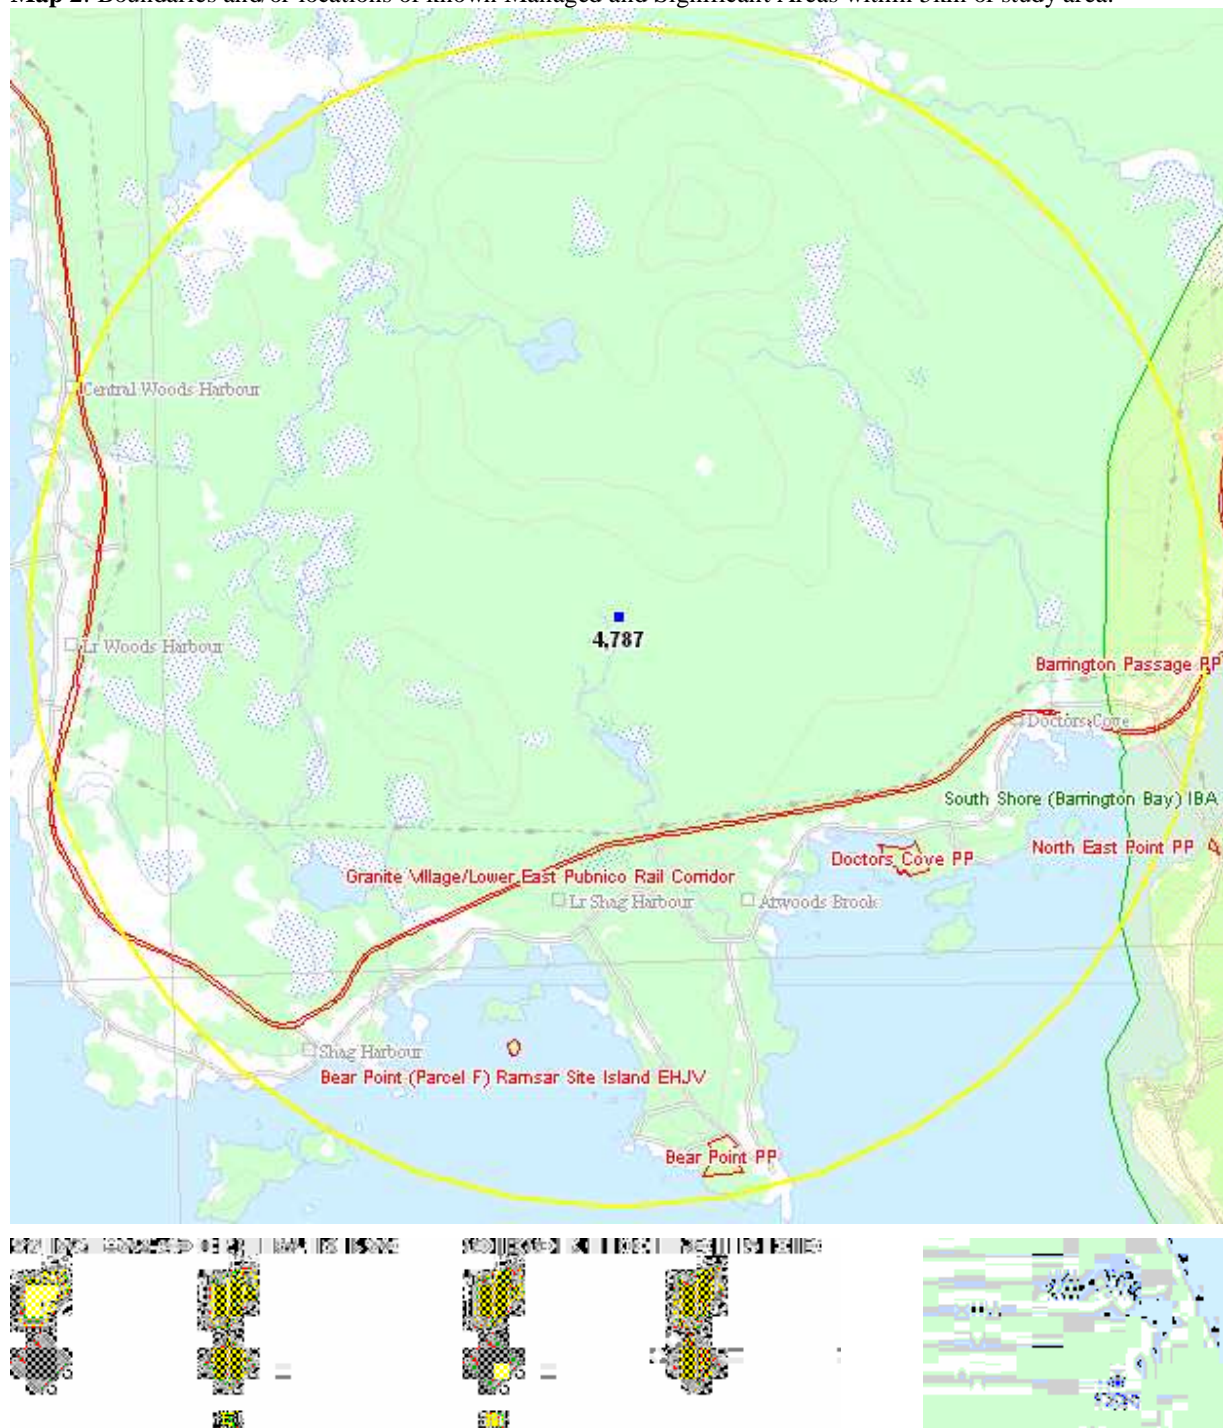 Map 2: Boundaries and/or locations of known Managed and Significant Areas within 5km of study area.
Central Woods Harbour
4,787
Lr Woods Harbour
Barrington Passage PP
Doctors Cove
South Shore (Barrington Bay) IBA
North East Point PP
Doctors Cove PP
Granite Village/Lower East Pubnico Rail Corridor
Lr Shag Harbour
Atwoods Brook
Shag Harbour
Bear Point (Parcel F) Ramsar Site Island EHJV
Bear Point PP